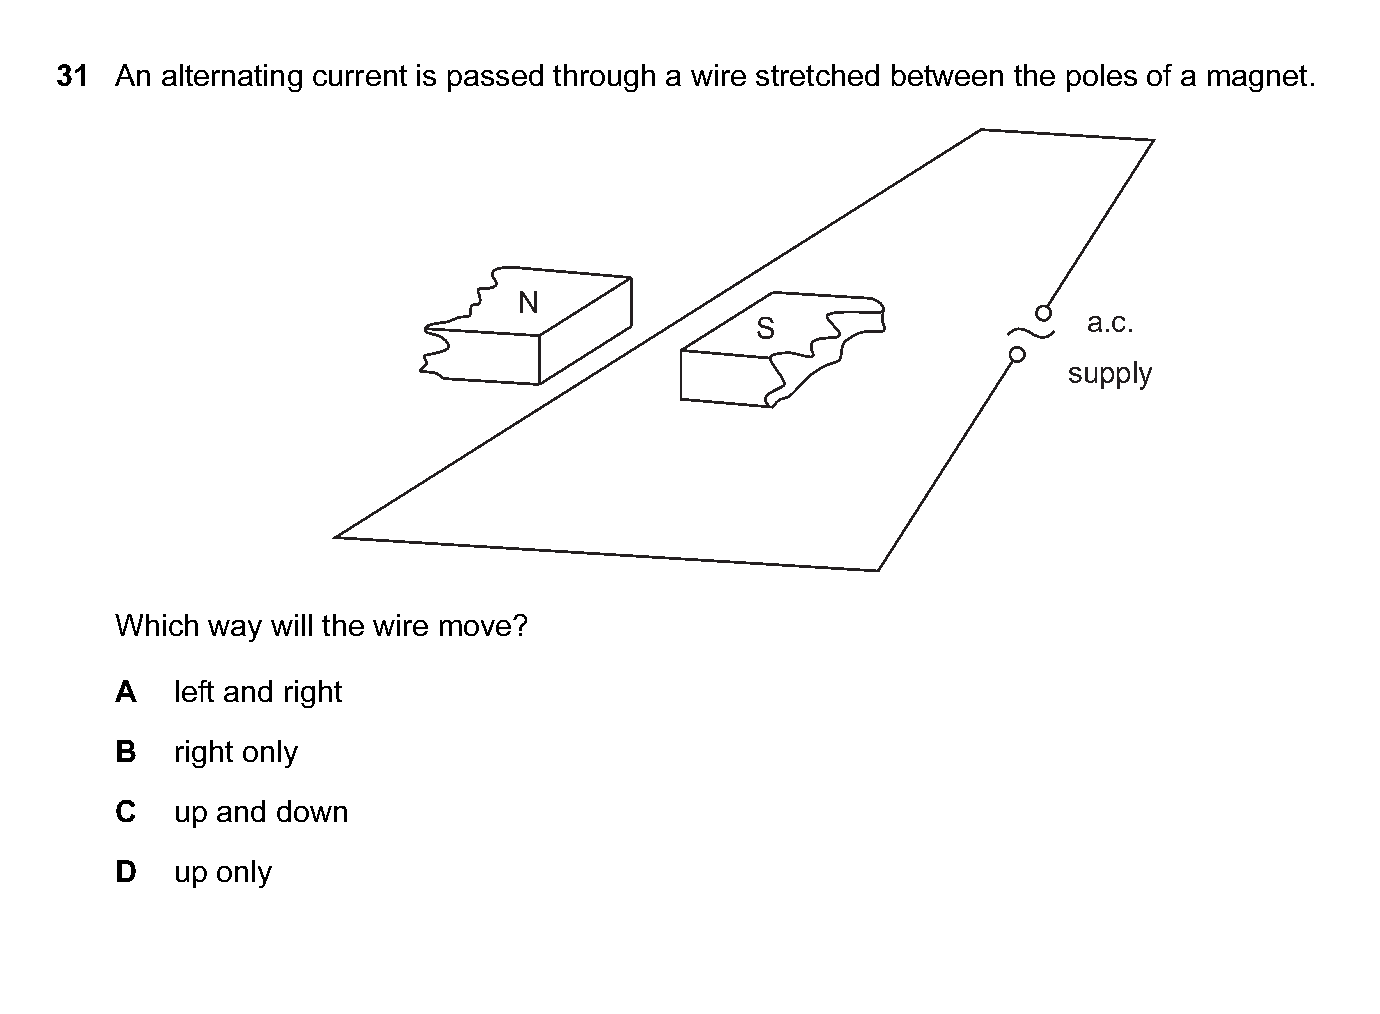 31 An alternating current is passed through a wire stretched between the poles of a magnet.
N
S
a.c.
supply
Which way will the wire move?
A left and right
B right only
C up and down
D up only